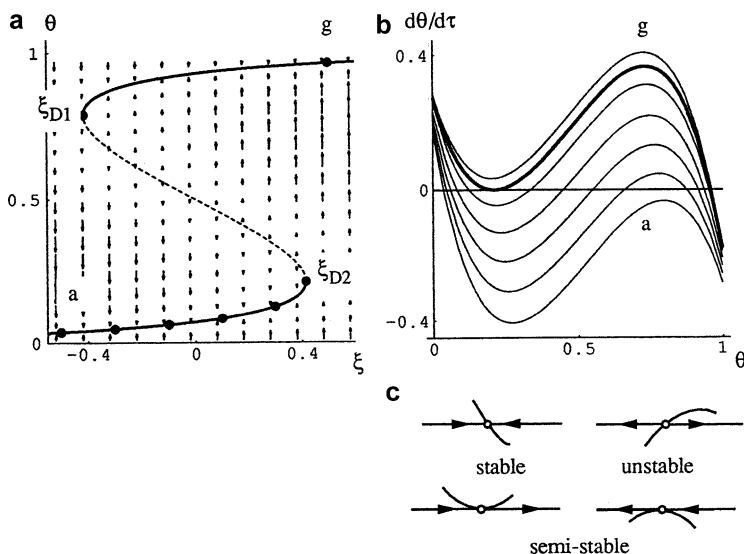 a
θ
g
1
ξD1
0.5
ξD2
a
0
−0.4
0
0.4
ξ
b
dθ/dτ
g
0.4
0
a
−0.4
0
0.5
1
θ
c
stable
unstable
semi-stable